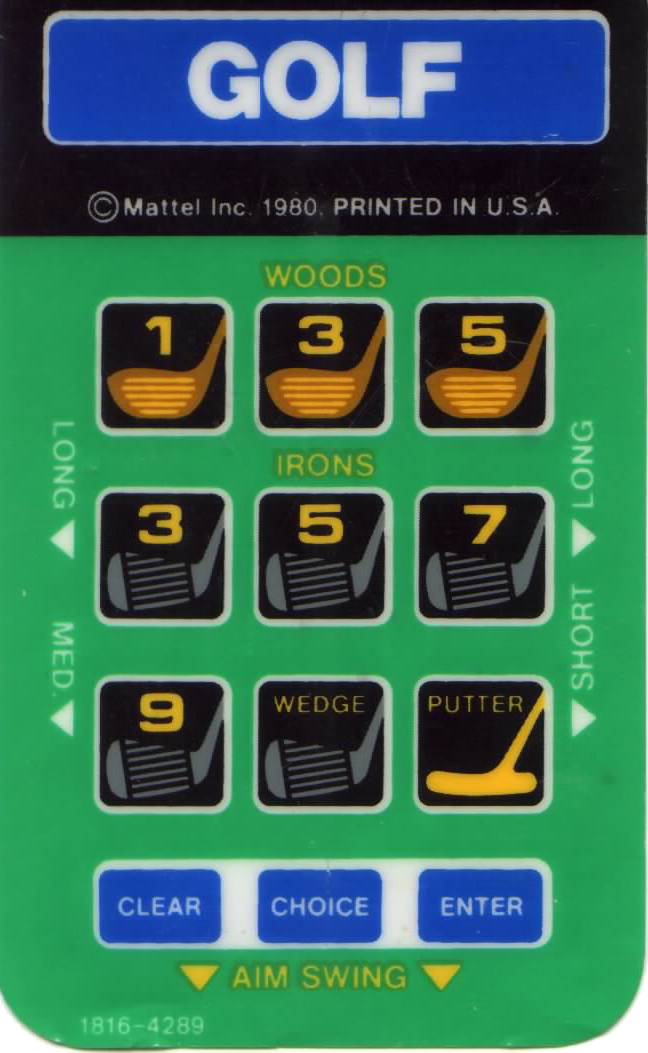 GOLF
©Mattel Inc. 1980. PRINTED IN U.S.A.
WOODS
1 3 5
IRONS
LONG
LONG
3 5 7
MED.
SHORT
9 WEDGE PUTTER
CLEAR CHOICE ENTER
AIM SWING
1816-4289